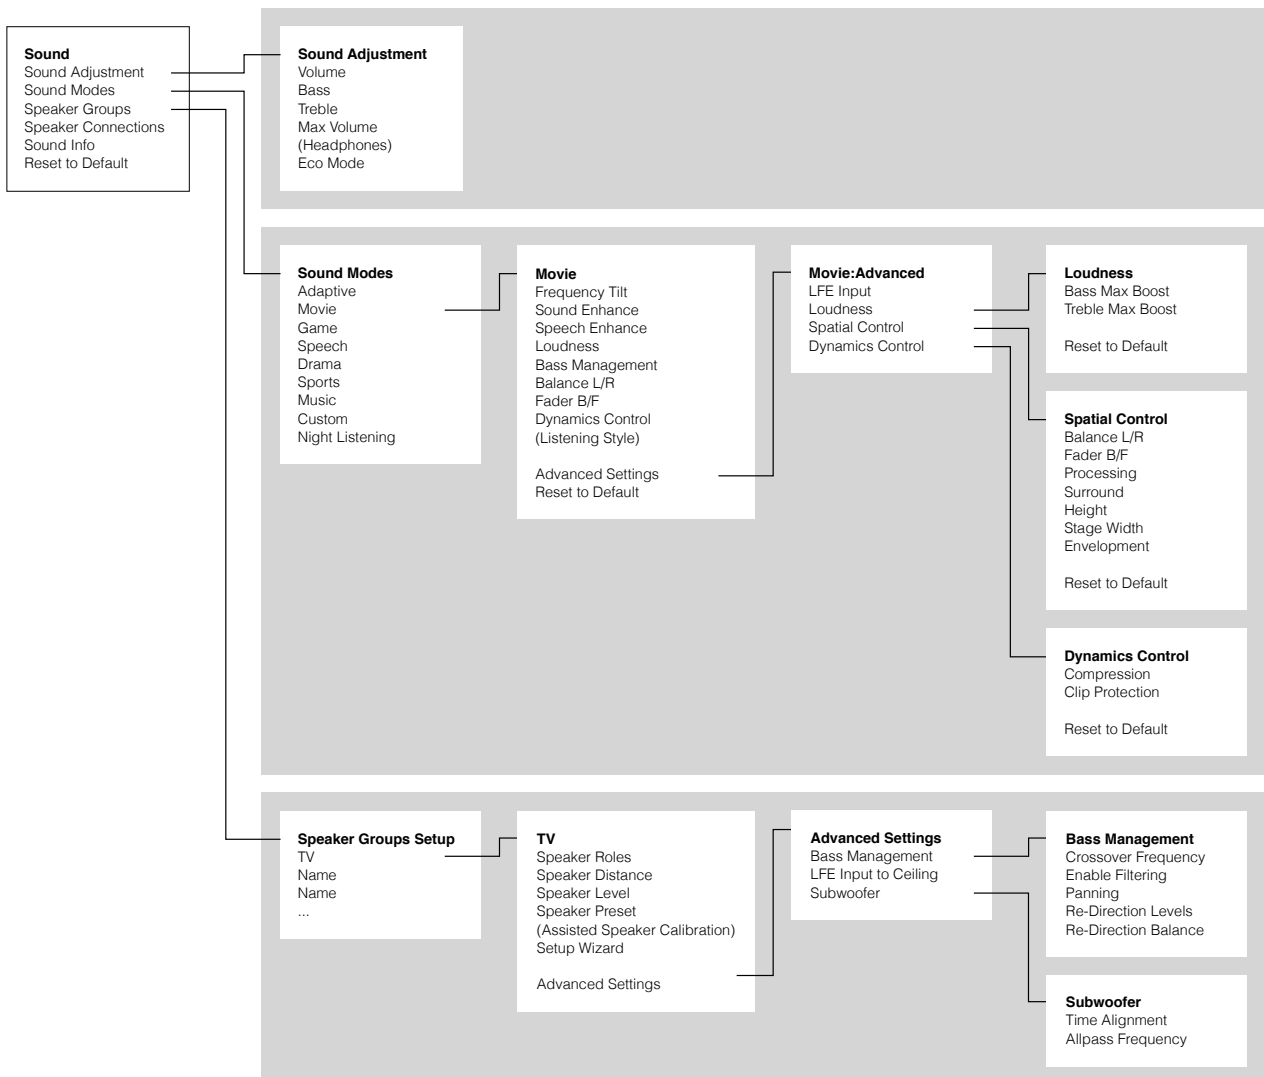 Sound
Sound Adjustment
Sound Modes
Speaker Groups
Speaker Connections
Sound Info
Reset to Default
Sound Adjustment
Volume
Bass
Treble
Max Volume
(Headphones)
Eco Mode
Sound Modes
Adaptive
Movie
Game
Speech
Drama
Sports
Music
Custom
Night Listening
Movie
Frequency Tilt
Sound Enhance
Speech Enhance
Loudness
Bass Management
Balance L/R
Fader B/F
Dynamics Control
(Listening Style)
Advanced Settings
Reset to Default
Movie:Advanced
LFE Input
Loudness
Spatial Control
Dynamics Control
Loudness
Bass Max Boost
Treble Max Boost
Reset to Default
Spatial Control
Balance L/R
Fader B/F
Processing
Surround
Height
Stage Width
Envelopment
Reset to Default
Dynamics Control
Compression
Clip Protection
Reset to Default
Speaker Groups Setup
TV
Name
Name
...
TV
Speaker Roles
Speaker Distance
Speaker Level
Speaker Preset
(Assisted Speaker Calibration)
Setup Wizard
Advanced Settings
Advanced Settings
Bass Management
LFE Input to Ceiling
Subwoofer
Bass Management
Crossover Frequency
Enable Filtering
Panning
Re-Direction Levels
Re-Direction Balance
Subwoofer
Time Alignment
Allpass Frequency